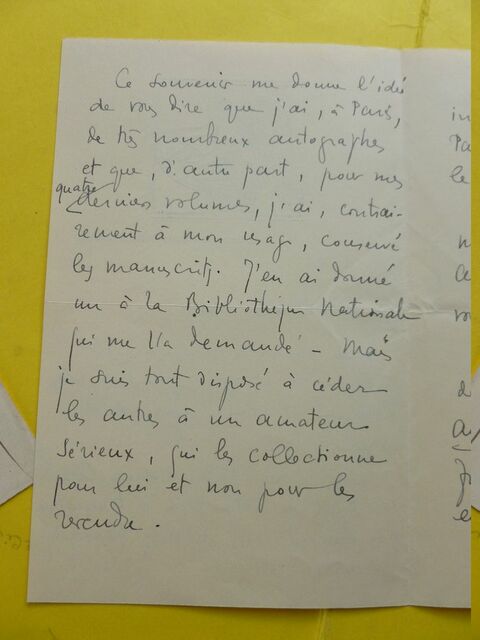 Ce souvenir me donne l'idée
de vous dire que j'ai, à Paris,
de très nombreux autographes
et que, d'autre part, pour mes
quatre
derniers volumes, j'ai, contrai-
rement à mon usage, conservé
les manuscrits. J'en ai donné
un à la Bibliothèque Nationale
qui me l'a demandé – Mais
je suis tout disposé à céder
les autres à un amateur
sérieux, qui les collectionne
pour lui et non pour les
revendre.